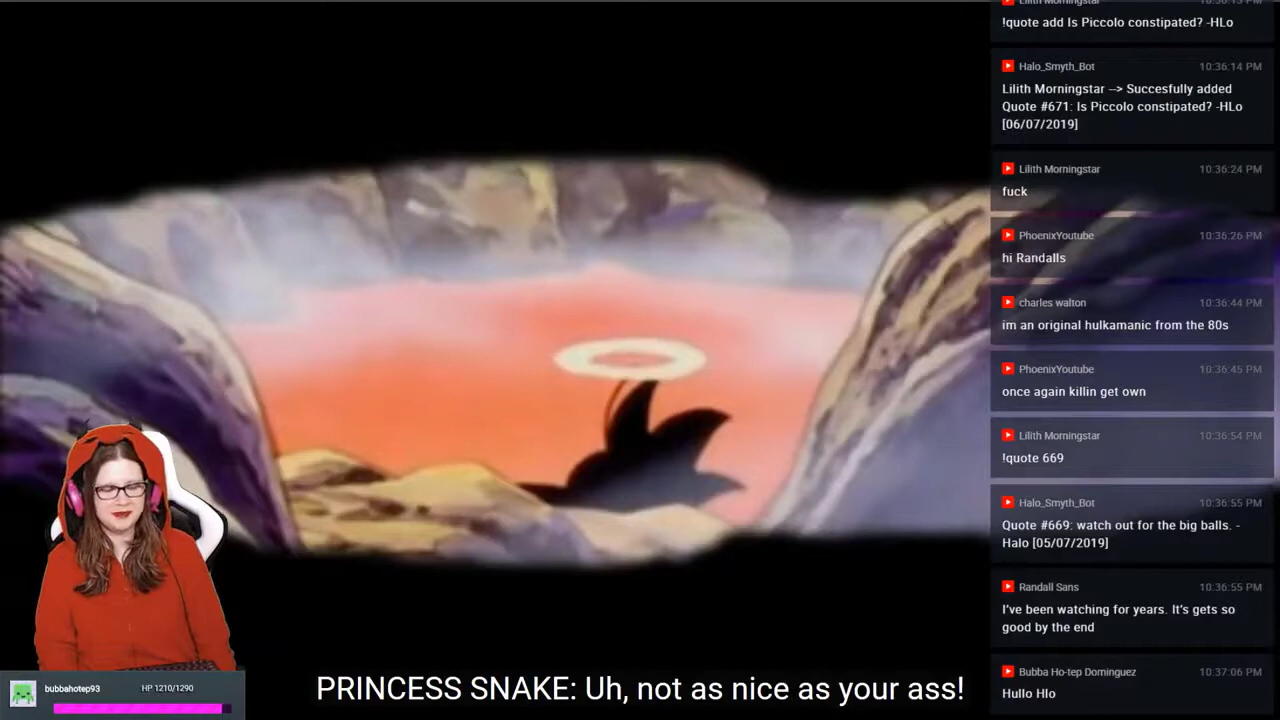 !quote add Is Piccolo constipated? -HLo
Halo_Smyth_Bot 10:36:14 PM
Lilith Morningstar --> Succesfully added
Quote #671: Is Piccolo constipated? -HLo
[06/07/2019]
Lilith Morningstar 10:36:24 PM
fuck
PhoenixYoutube 10:36:26 PM
hi Randalls
charles walton 10:36:44 PM
im an original hulkamanic from the 80s
PhoenixYoutube 10:36:45 PM
once again killin get own
Lilith Morningstar 10:36:54 PM
!quote 669
Halo_Smyth_Bot 10:36:55 PM
Quote #669: watch out for the big balls. -
Halo [05/07/2019]
Randall Sans 10:36:55 PM
I've been watching for years. It's gets so
good by the end
Bubba Ho-tep Dominguez 10:37:06 PM
Hullo Hlo
bubbahotep93 HP 1210/1290
PRINCESS SNAKE: Uh, not as nice as your ass!